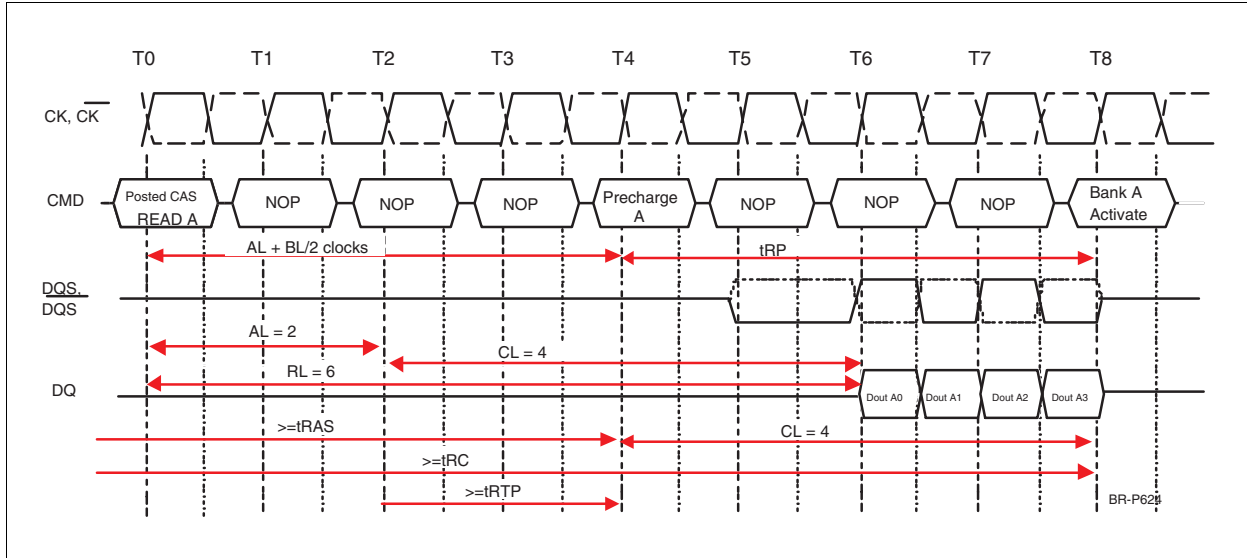 T0 T1 T2 T3 T4 T5 T6 T7 T8
CK, CK
CMD
Posted CAS
READ A
NOP
NOP
NOP
Precharge
A
NOP
NOP
NOP
Bank A
Activate
AL + BL/2 clocks
tRP
DQS,
DQS
AL = 2
CL = 4
RL = 6
DQ
Dout A0
Dout A1
Dout A2
Dout A3
>=tRAS
CL = 4
>=tRC
>=tRTP
BR-P624